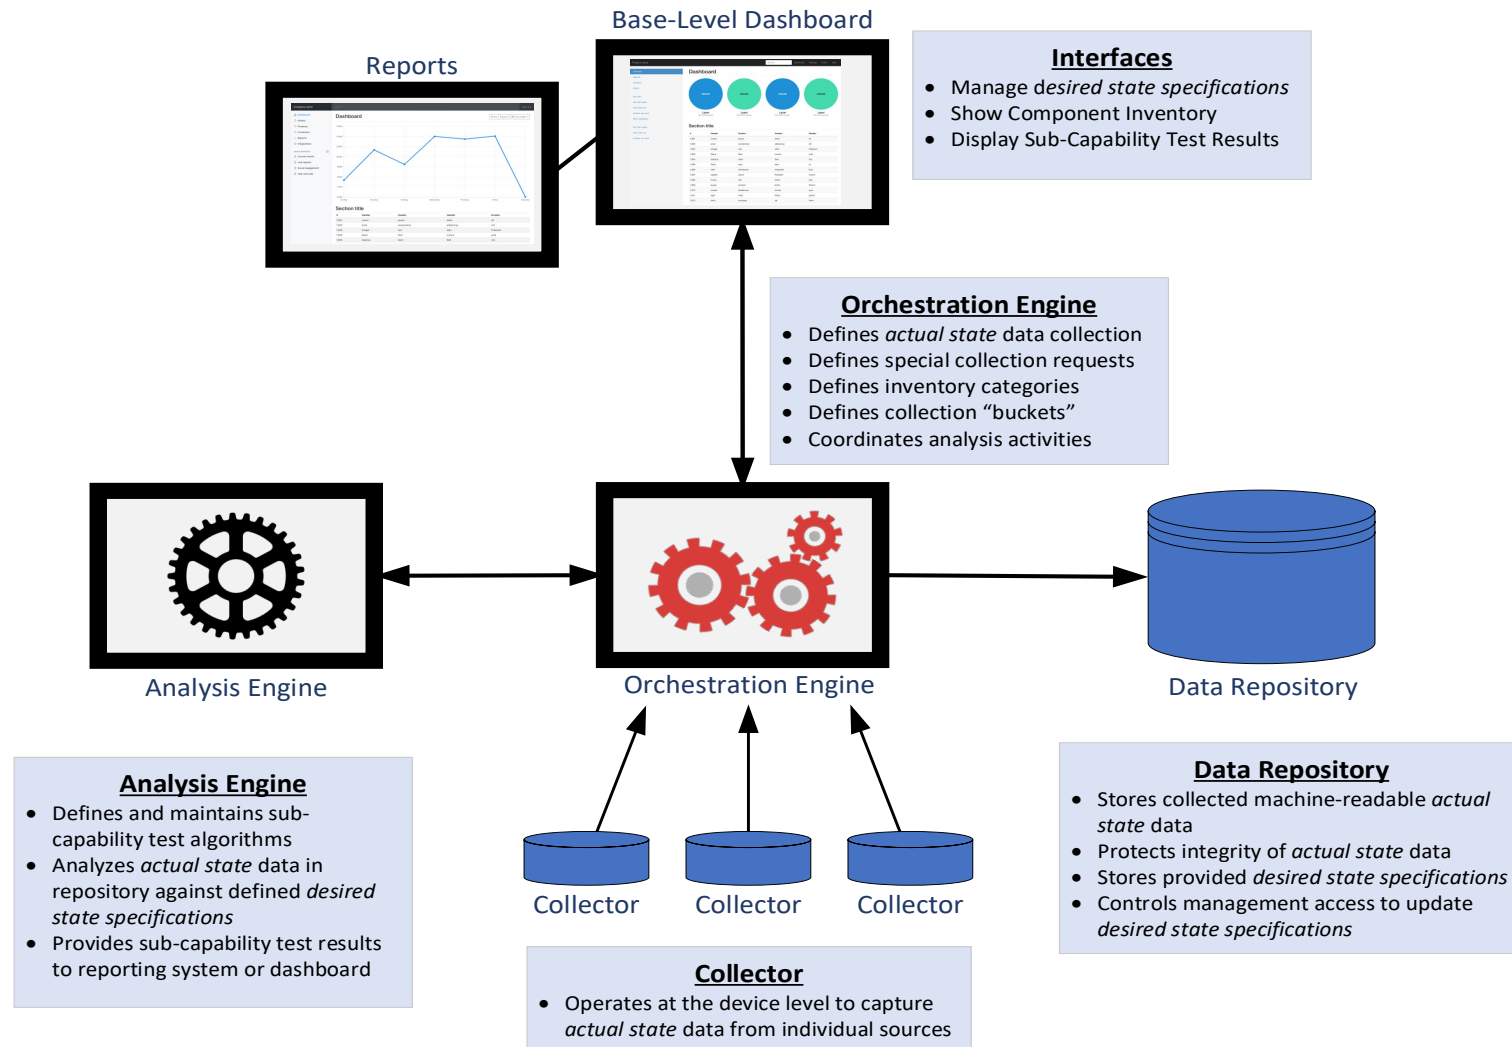 Base-Level Dashboard
Reports
Interfaces
• Manage desired state specifications
• Show Component Inventory
• Display Sub-Capability Test Results
Dashboard
Section title
Dashboard
Section title
Orchestration Engine
• Defines actual state data collection
• Defines special collection requests
• Defines inventory categories
• Defines collection “buckets”
• Coordinates analysis activities
Analysis Engine
Orchestration Engine
Data Repository
Analysis Engine
• Defines and maintains sub-
capability test algorithms
• Analyzes actual state data in
repository against defined desired
state specifications
• Provides sub-capability test results
to reporting system or dashboard
Collector
Collector
Collector
Collector
• Operates at the device level to capture
actual state data from individual sources
Data Repository
• Stores collected machine-readable actual
state data
• Protects integrity of actual state data
• Stores provided desired state specifications
• Controls management access to update
desired state specifications